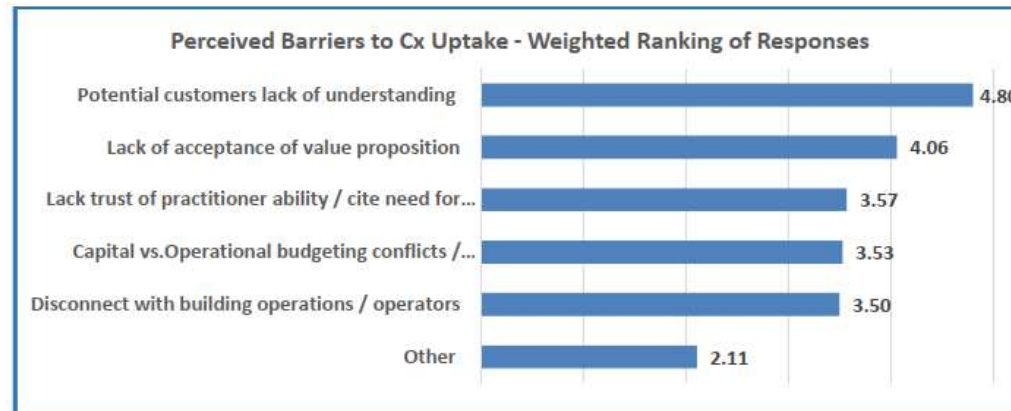 Perceived Barriers to Cx Uptake - Weighted Ranking of Responses
Potential customers lack of understanding 4.80
Lack of acceptance of value proposition 4.06
Lack trust of practitioner ability / cite need for... 3.57
Capital vs.Operational budgeting conflicts /... 3.53
Disconnect with building operations / operators 3.50
Other 2.11